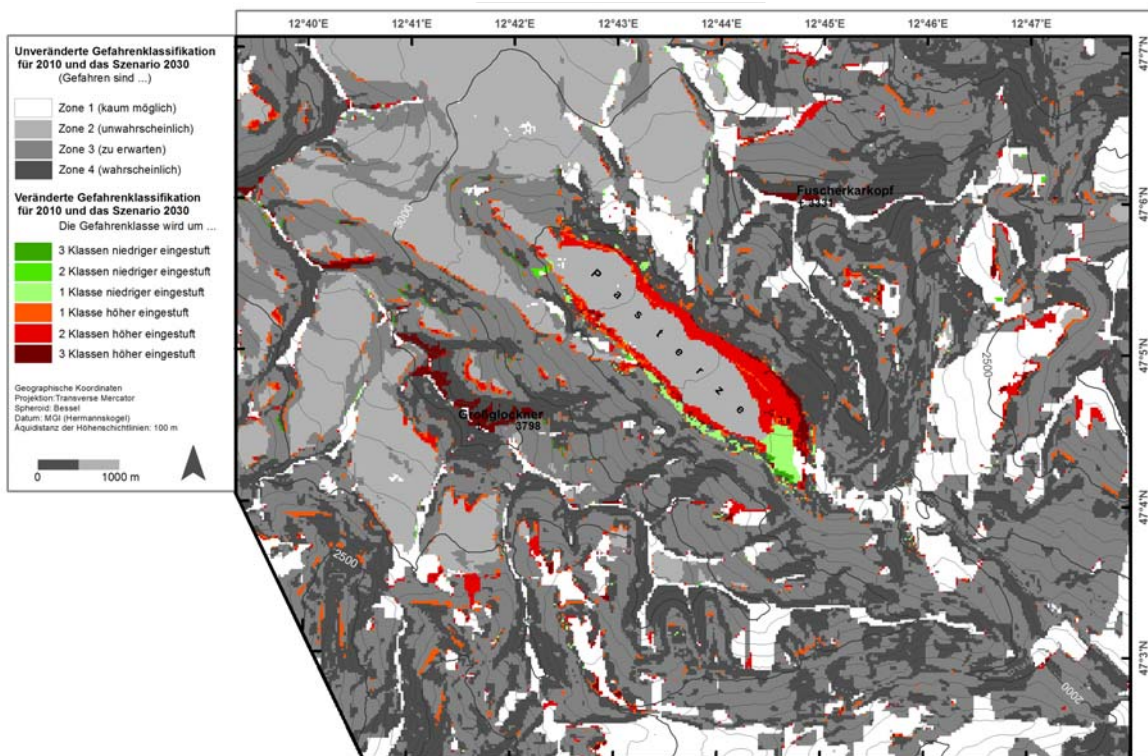 12°40'E 12°41'E 12°42'E 12°43'E 12°44'E 12°45'E 12°46'E 12°47'E
Unveränderte Gefahrenklassifikation
für 2010 und das Szenario 2030
(Gefahren sind ...)
Zone 1 (kaum möglich)
Zone 2 (unwahrscheinlich)
Zone 3 (zu erwarten)
Zone 4 (wahrscheinlich)
Veränderte Gefahrenklassifikation
für 2010 und das Szenario 2030
Die Gefahrenklasse wird um ...
3 Klassen niedriger eingestuft
2 Klassen niedriger eingestuft
1 Klasse niedriger eingestuft
1 Klasse höher eingestuft
2 Klassen höher eingestuft
3 Klassen höher eingestuft
Geographische Koordinaten
Projektion:Transverse Mercator
Spheroid: Bessel
Datum: MGI (Hermannskogel)
Äquidistanz der Höhenschichtlinien: 100 m
0 1000 m
3000
Fuscherkarkopf
3331
Pasterze
2500
Großglockner
3798
2500
2000
47°7'N
47°6'N
47°5'N
47°4'N
47°3'N